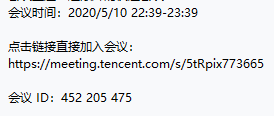 会议时间：2020/5/10 22:39-23:39
点击链接直接加入会议：
https://meeting.tencent.com/s/5tRpix773665
会议 ID：452 205 475